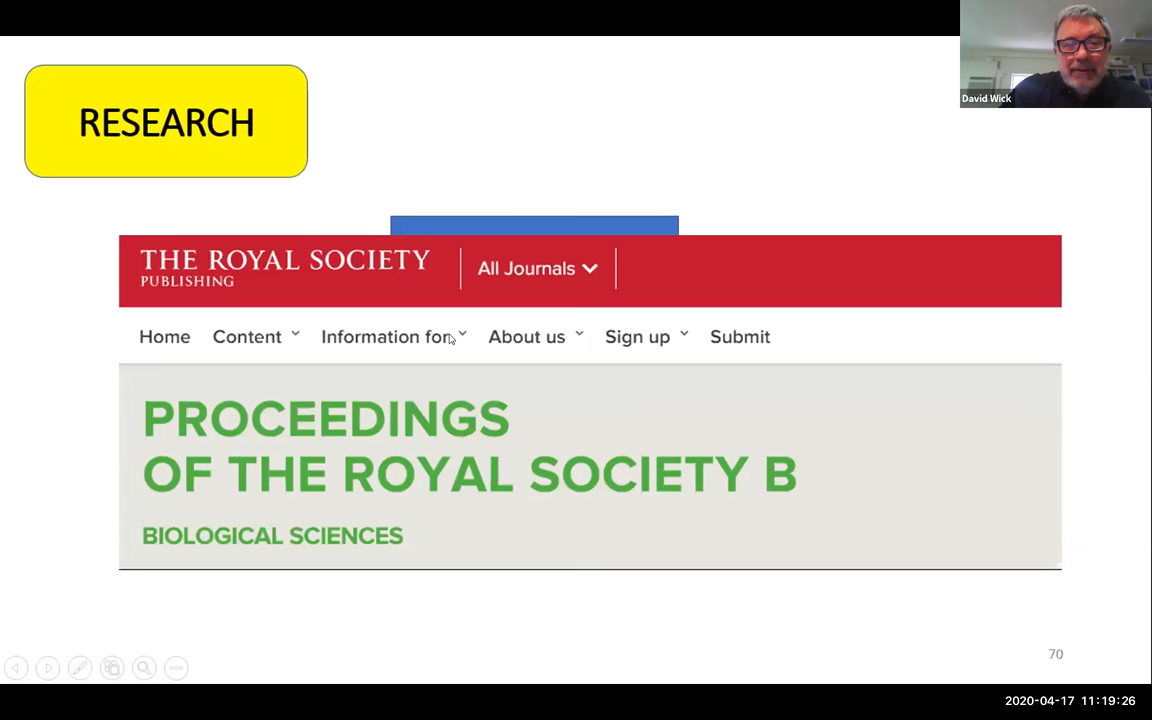 David Wick
RESEARCH
THE ROYAL SOCIETY
PUBLISHING
All Journals
Home Content Information for About us Sign up Submit
PROCEEDINGS
OF THE ROYAL SOCIETY B
BIOLOGICAL SCIENCES
70
2020-04-17 11:19:26